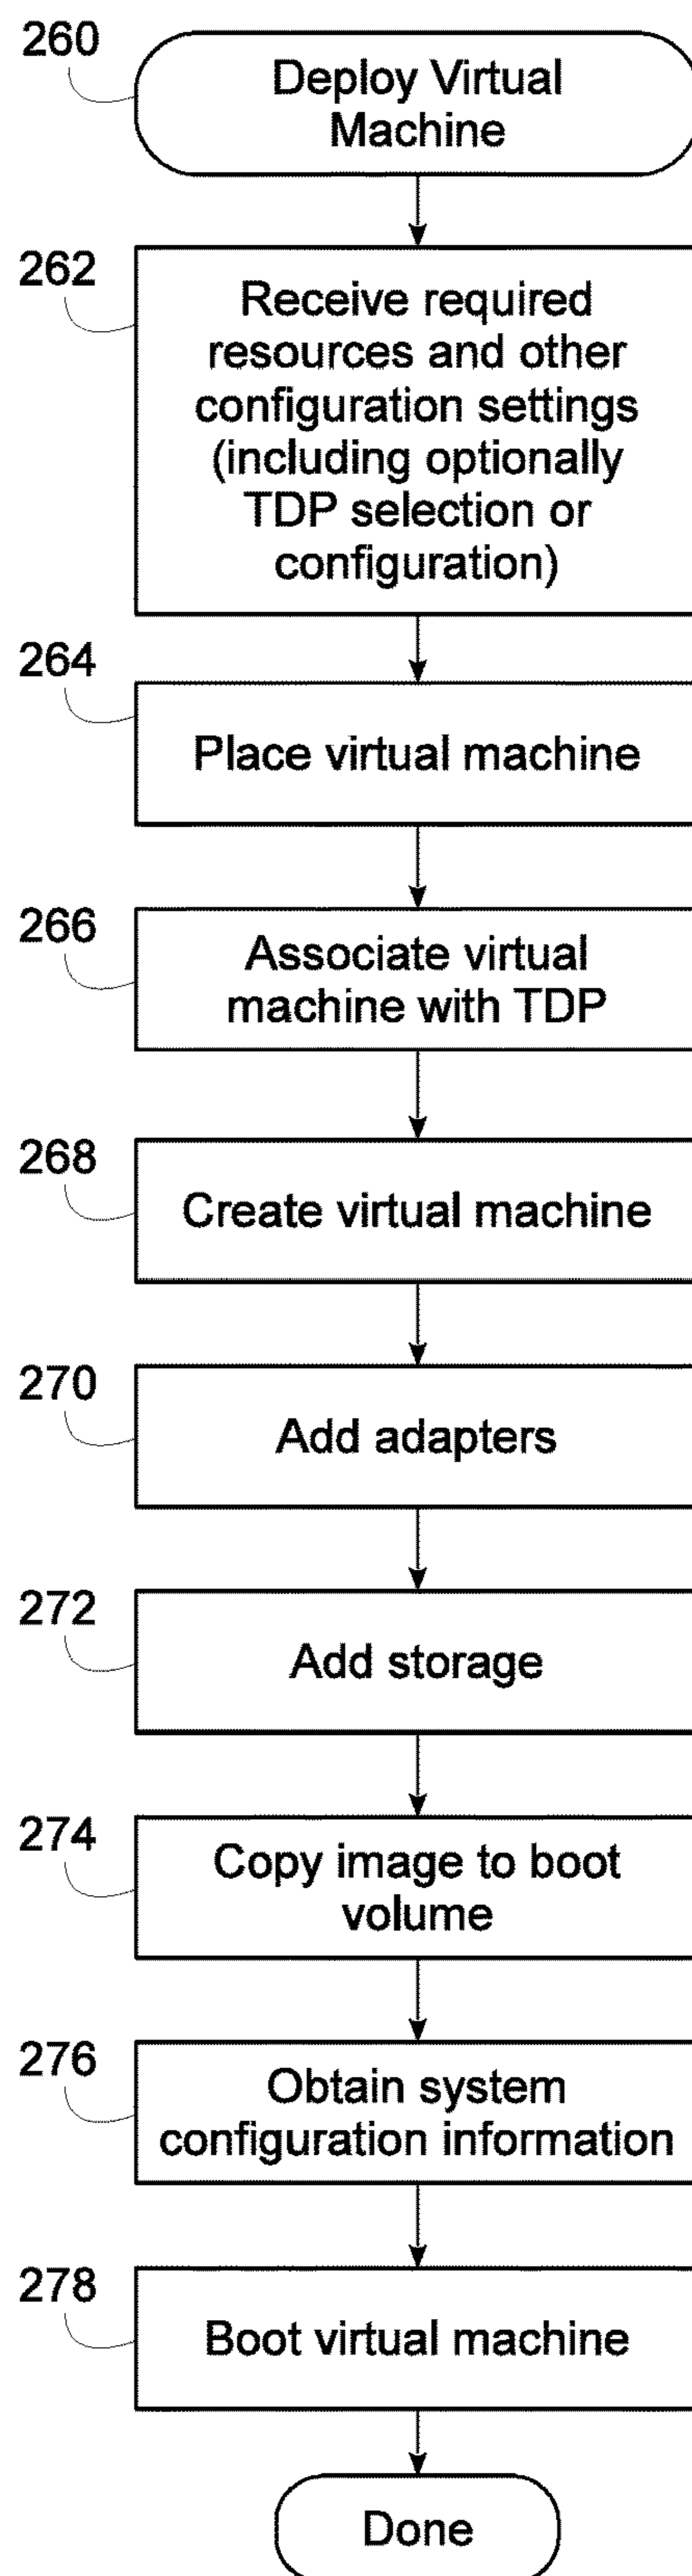 260
Deploy Virtual
Machine
262
Receive required
resources and other
configuration settings
(including optionally
TDP selection or
configuration)
264
Place virtual machine
266
Associate virtual
machine with TDP
268
Create virtual machine
270
Add adapters
272
Add storage
274
Copy image to boot
volume
276
Obtain system
configuration information
278
Boot virtual machine
Done